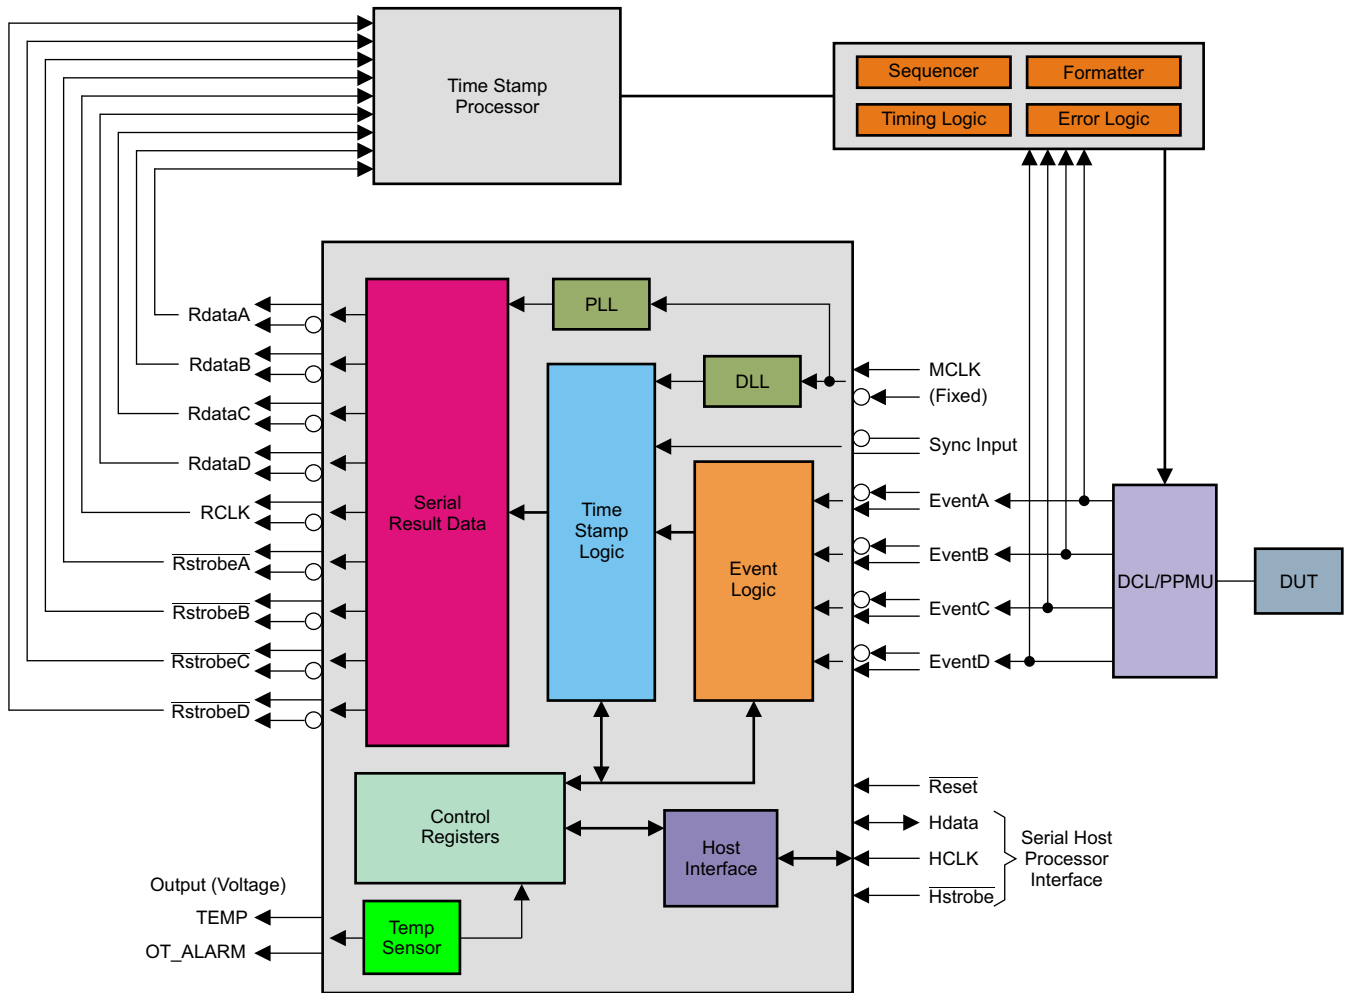 Time Stamp
Processor
Sequencer
Formatter
Timing Logic
Error Logic
RdataA
RdataB
RdataC
RdataD
RCLK
RstrobeA
RstrobeB
RstrobeC
RstrobeD
Serial
Result Data
PLL
DLL
Time
Stamp
Logic
Event
Logic
MCLK
(Fixed)
Sync Input
EventA
EventB
EventC
EventD
DCL/PPMU
DUT
Control
Registers
Host
Interface
Reset
Hdata
HCLK
Hstrobe
Serial Host
Processor
Interface
Output (Voltage)
TEMP
OT_ALARM
Temp
Sensor